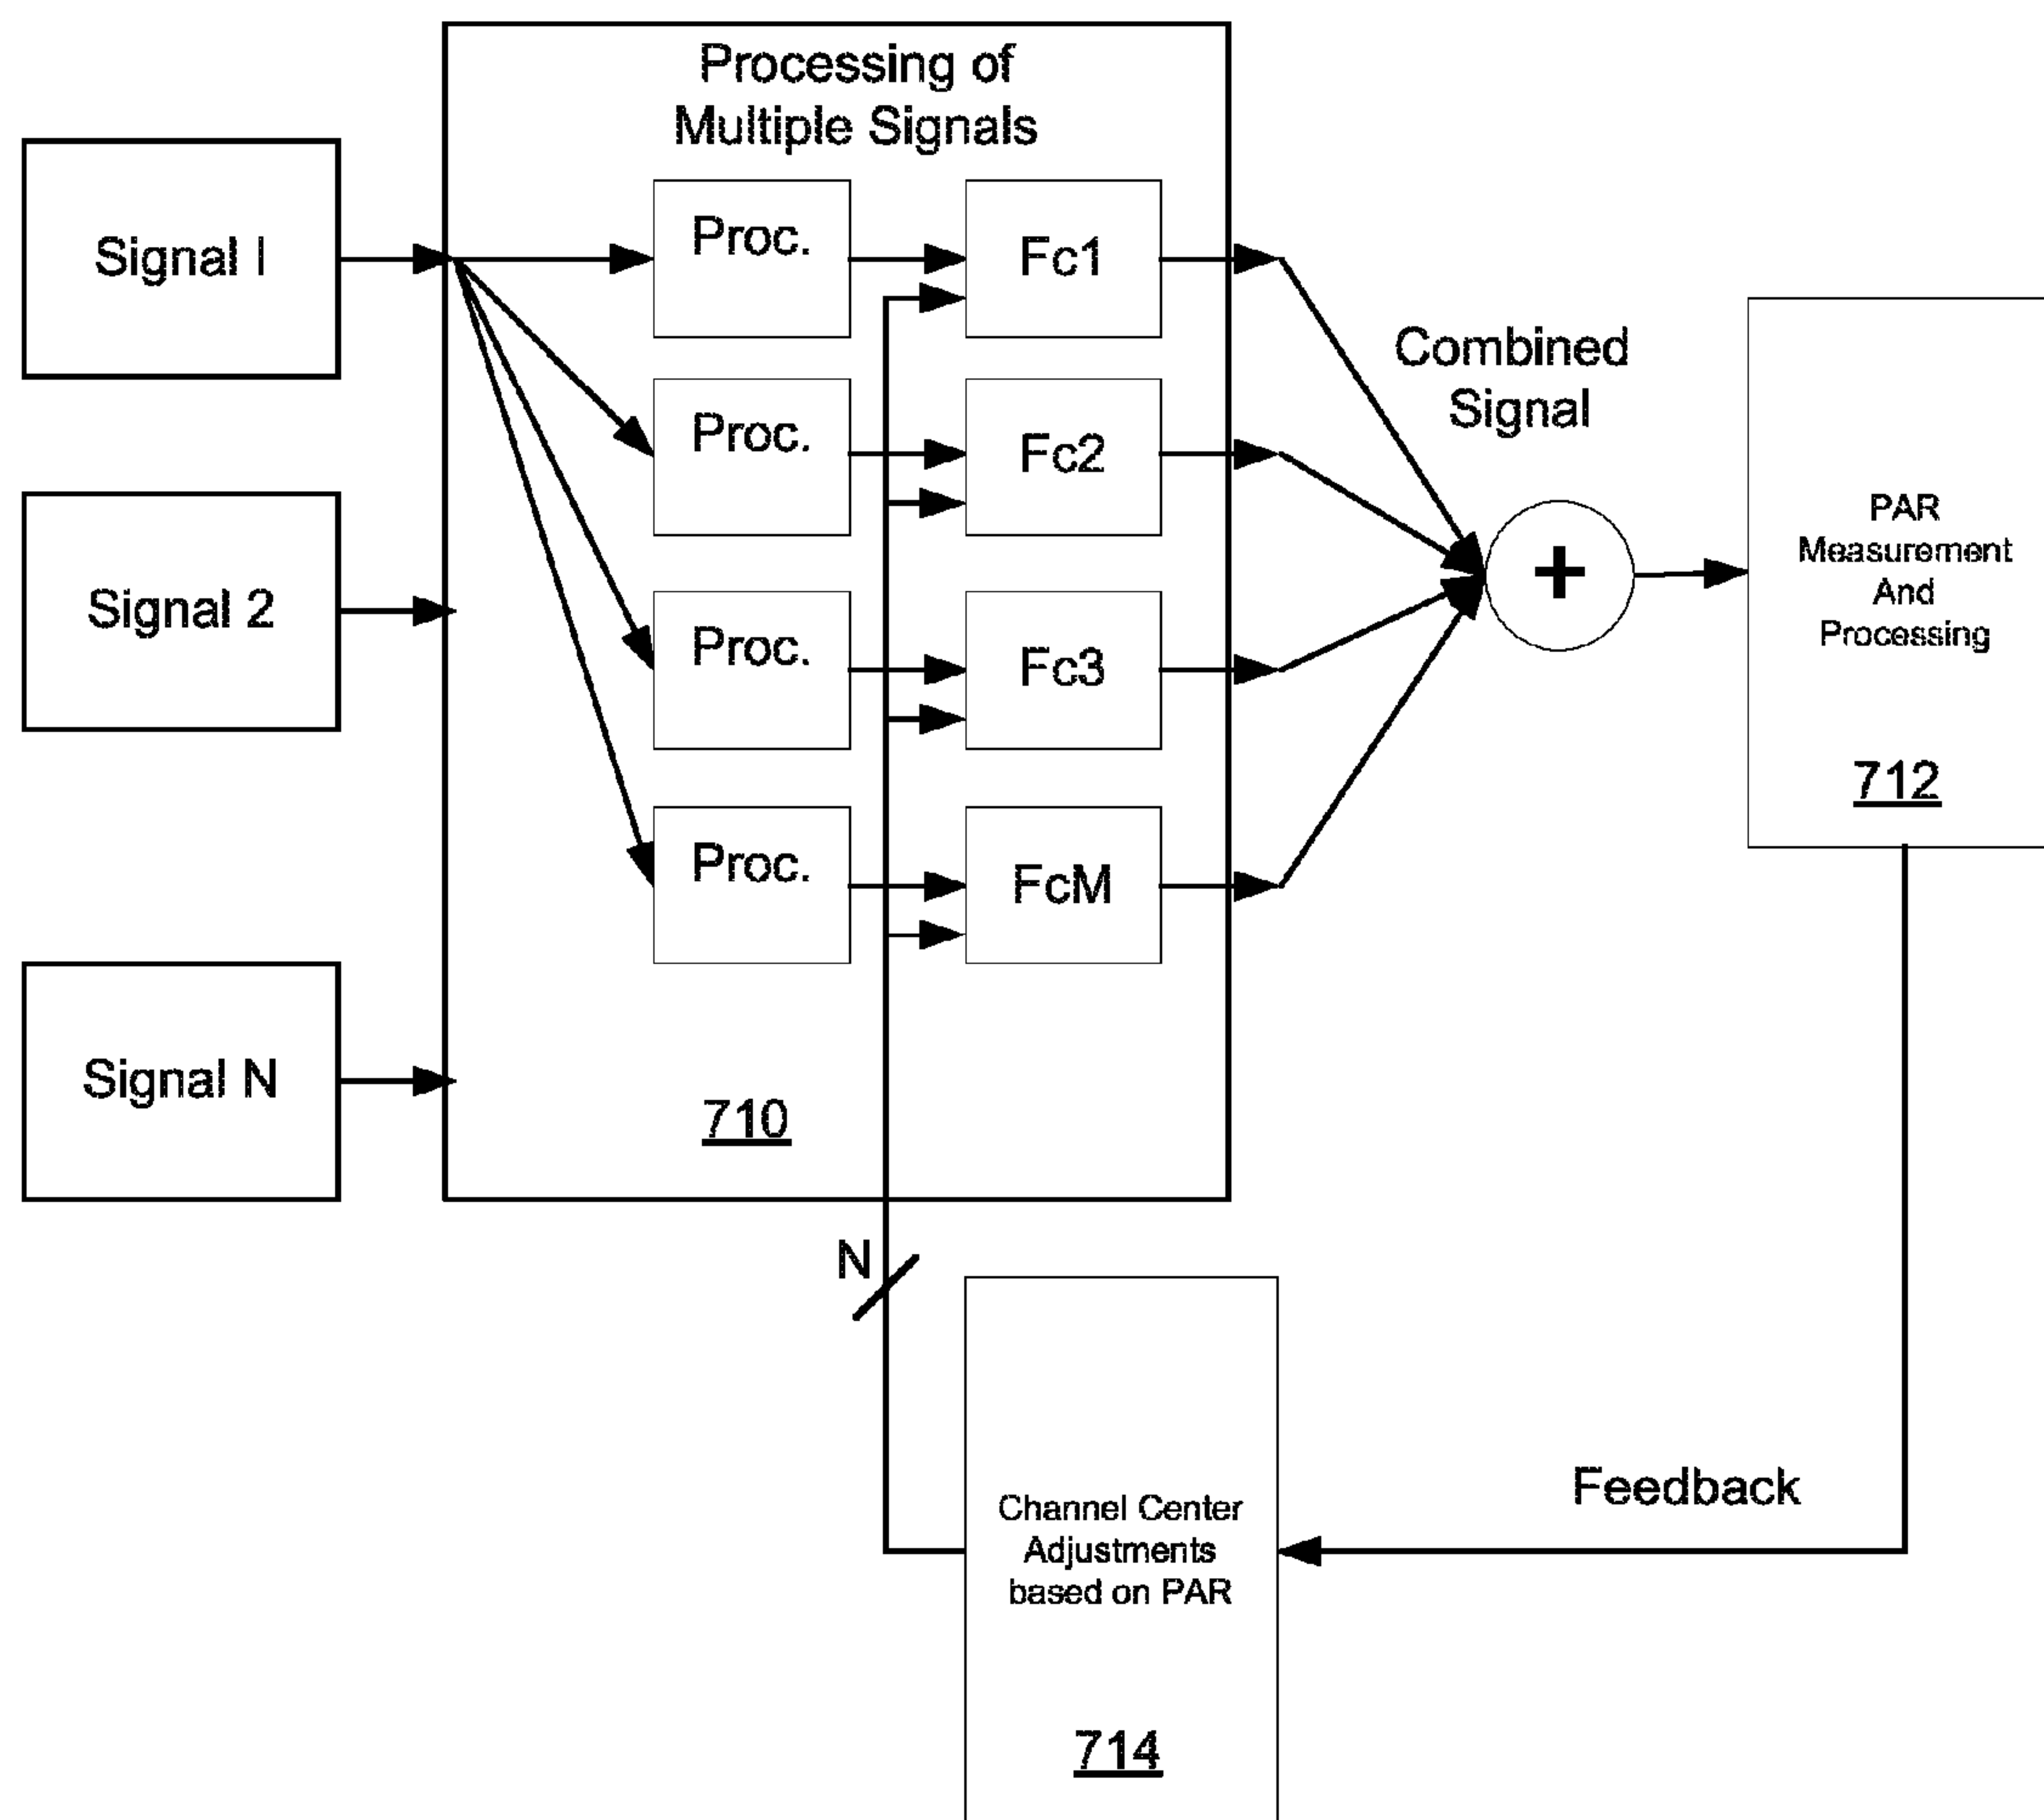 Processing of
Multiple Signals
Signal I
Proc.
Fc1
Combined
Signal
Proc.
Fc2
Signal 2
PAR
Measurement
And
Processing
+
Proc.
Fc3
712
Proc.
FcM
Signal N
710
N
Channel Center
Adjustments
based on PAR
Feedback
714